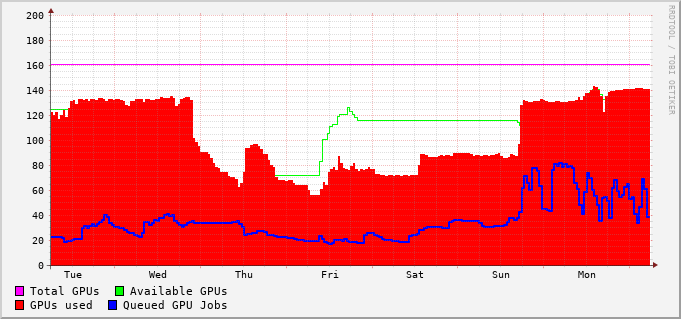 RRDTOOL / TOBI OETIKER
200
180
160
140
120
100
80
60
40
20
0
Tue Wed Thu Fri Sat Sun Mon
Total GPUs Available GPUs
GPUs used Queued GPU Jobs